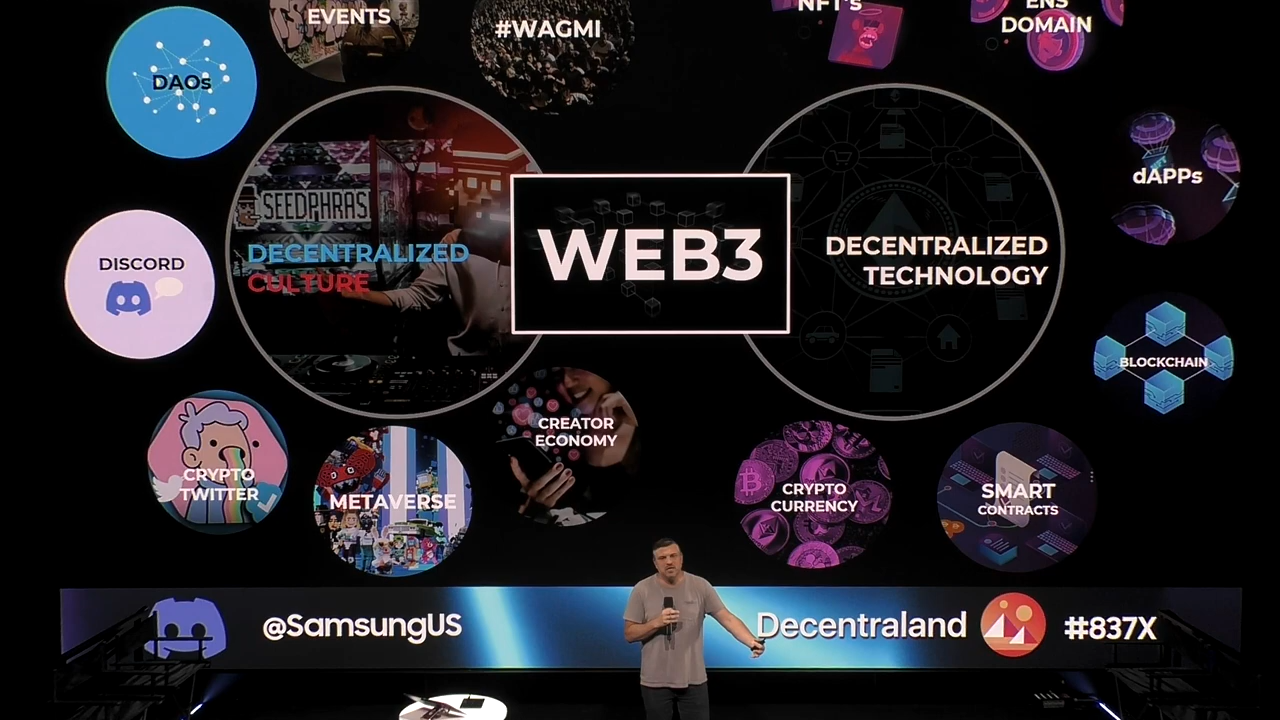 EVENTS
#WAGMI
NFT's
ENS
DOMAIN
DAOs
dAPPs
SEEDPHRAS
DECENTRALIZED
CULTURE
WEB3
DECENTRALIZED
TECHNOLOGY
DISCORD
BLOCKCHAIN
CREATOR
ECONOMY
CRYPTO
TWITTER
METAVERSE
CRYPTO
CURRENCY
SMART
CONTRACTS
@SamsungUS
Decentraland
#837X